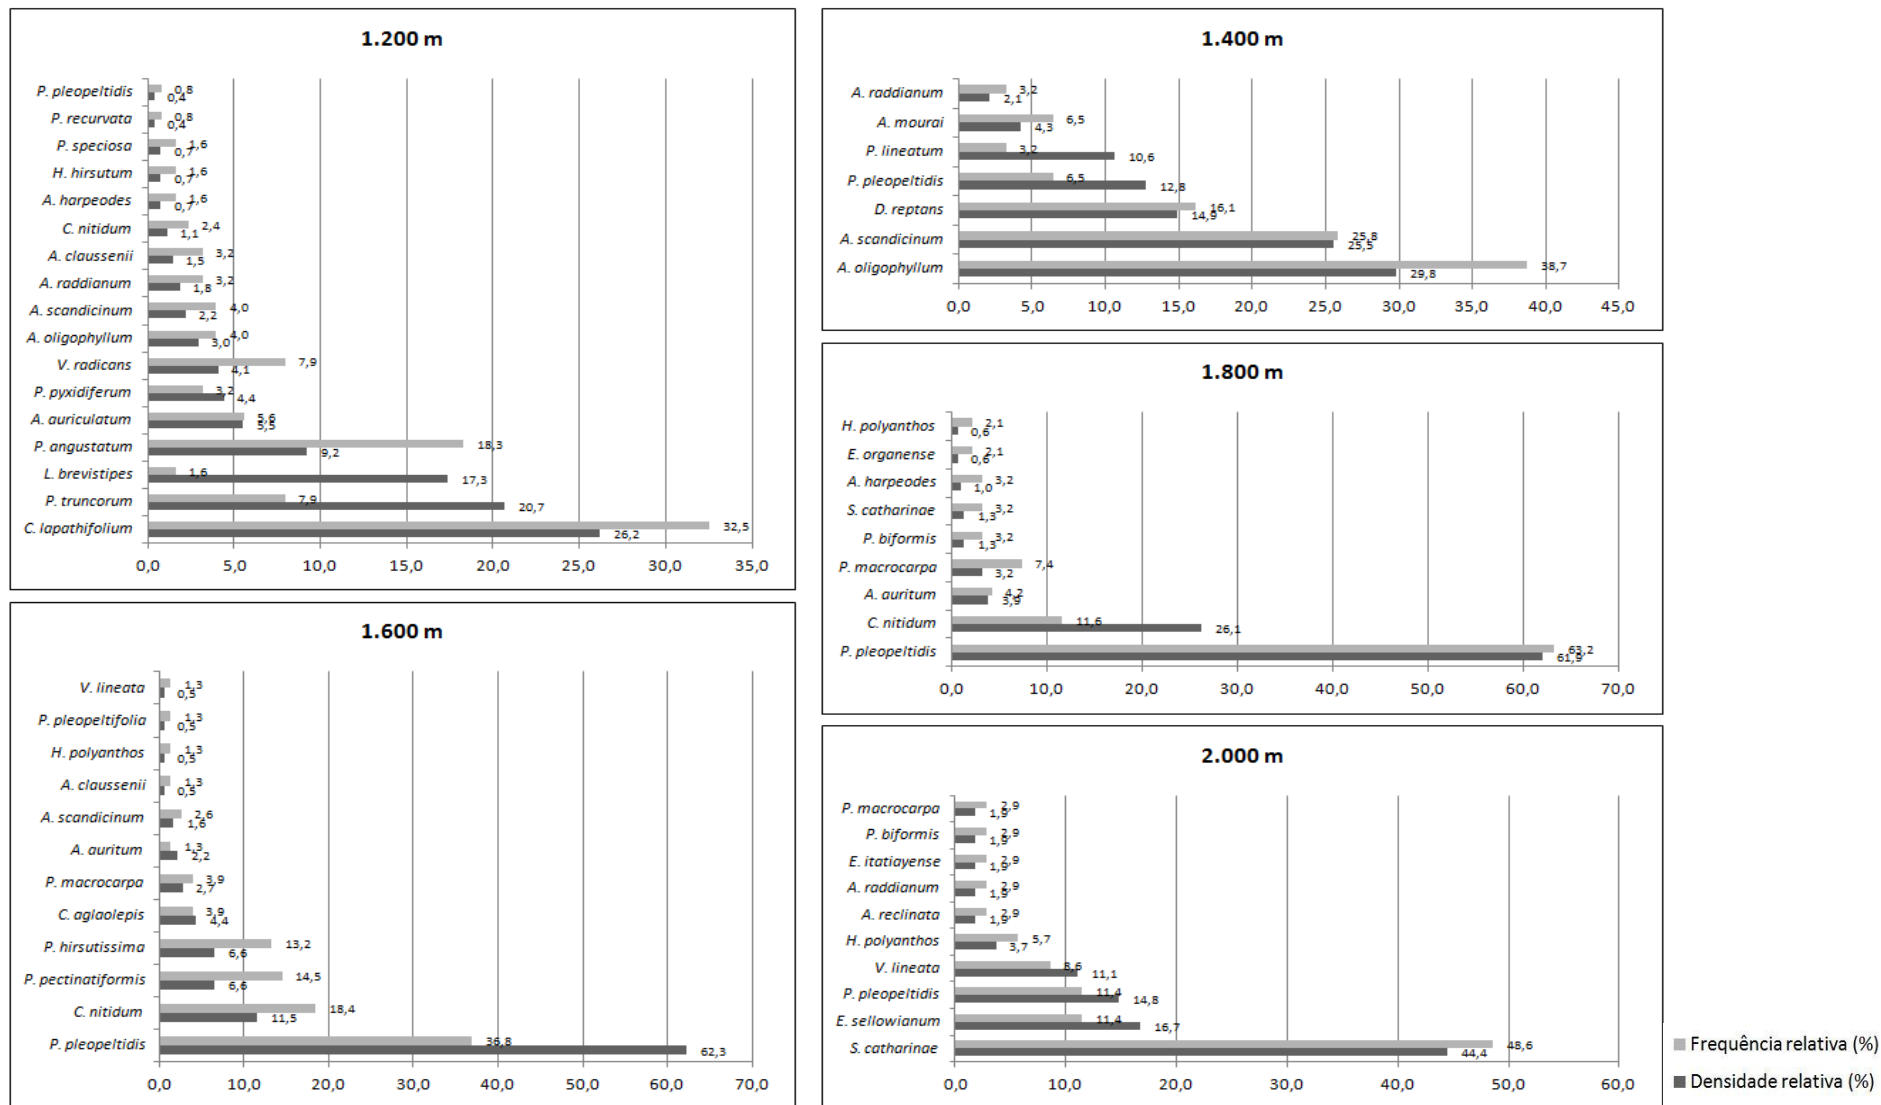 1.200 m
P. pleopeltidis 0,8 0,4
P. recurvata 0,8 0,4
P. speciosa 1,6 0,7
H. hirsutum 1,6 0,7
A. harpeodes 1,6 0,7
C. nitidum 2,4 1,1
A. claussenii 3,2 1,5
A. raddianum 3,2 1,8
A. scandicinum 4,0 2,2
A. oligophyllum 4,0 3,0
V. radicans 7,9 4,1
P. pyxidiferum 3,2 4,4
A. auriculatum 5,6 5,5
P. angustatum 18,3 9,2
L. brevistipes 1,6 17,3
P. truncorum 7,9 20,7
C. lapathifolium 32,5 26,2
0,0 5,0 10,0 15,0 20,0 25,0 30,0 35,0
1.400 m
A. raddianum 3,2 2,1
A. mourai 6,5 4,3
P. lineatum 3,2 10,6
P. pleopeltidis 6,5 12,8
D. reptans 16,1 14,9
A. scandicinum 25,8 25,5
A. oligophyllum 38,7 29,8
0,0 5,0 10,0 15,0 20,0 25,0 30,0 35,0 40,0 45,0
1.600 m
V. lineata 1,3 0,5
P. pleopeltifolia 1,3 0,5
H. polyanthos 1,3 0,5
A. claussenii 1,3 0,5
A. scandicinum 2,6 1,6
A. auritum 1,3 2,2
P. macrocarpa 3,9 2,7
C. aglaolepis 3,9 4,4
P. hirsutissima 13,2 6,6
P. pectinatiformis 14,5 6,6
C. nitidum 18,4 11,5
P. pleopeltidis 36,8 62,3
0,0 10,0 20,0 30,0 40,0 50,0 60,0 70,0
1.800 m
H. polyanthos 2,1 0,6
E. organense 2,1 0,6
A. harpeodes 3,2 1,0
S. catharinae 3,2 1,3
P. biformis 3,2 1,3
P. macrocarpa 7,4 3,2
A. auritum 4,2 3,9
C. nitidum 11,6 26,1
P. pleopeltidis 63,2 61,9
0,0 10,0 20,0 30,0 40,0 50,0 60,0 70,0
2.000 m
P. macrocarpa 2,9 1,9
P. biformis 2,9 1,9
E. itatiayense 2,9 1,9
A. raddianum 2,9 1,9
A. reclinata 2,9 1,9
H. polyanthos 5,7 3,7
V. lineata 8,6 11,1
P. pleopeltidis 11,4 14,8
E. sellowianum 11,4 16,7
S. catharinae 48,6 44,4
0,0 10,0 20,0 30,0 40,0 50,0 60,0
Frequência relativa (%)
Densidade relativa (%)